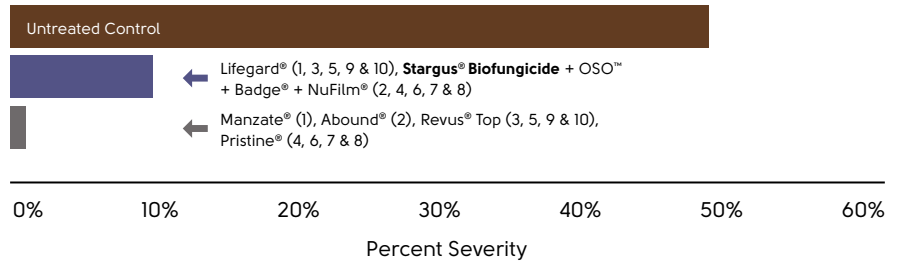 Untreated Control
Lifegard® (1, 3, 5, 9 & 10), Stargus® Biofungicide + OSO™
+ Badge® + NuFilm® (2, 4, 6, 7 & 8)
Manzate® (1), Abound® (2), Revus® Top (3, 5, 9 & 10),
Pristine® (4, 6, 7 & 8)
0% 10% 20% 30% 40% 50% 60%
Percent Severity